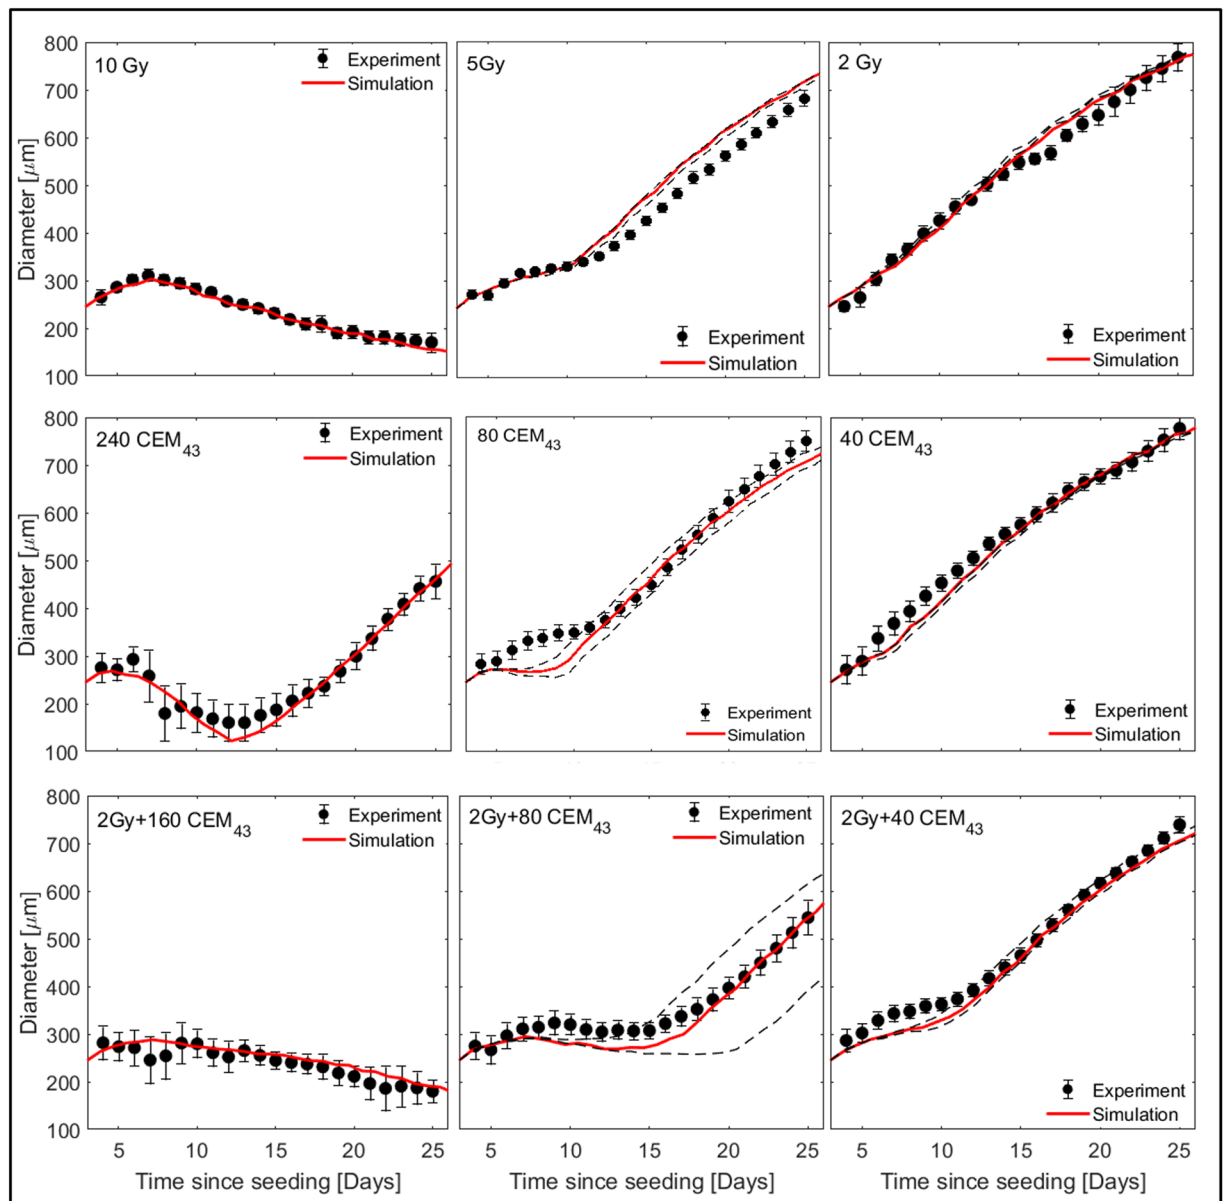 10 Gy
Experiment
Simulation
5Gy
Experiment
Simulation
2 Gy
Experiment
Simulation
Diameter [μm]
800
700
600
500
400
300
200
100
240 CEM43
Experiment
Simulation
80 CEM43
Experiment
Simulation
40 CEM43
Experiment
Simulation
Diameter [μm]
800
700
600
500
400
300
200
100
2Gy+160 CEM43
Experiment
Simulation
2Gy+80 CEM43
Experiment
Simulation
2Gy+40 CEM43
Experiment
Simulation
Diameter [μm]
800
700
600
500
400
300
200
100
5 10 15 20 25
5 10 15 20 25
5 10 15 20 25
Time since seeding [Days]
Time since seeding [Days]
Time since seeding [Days]